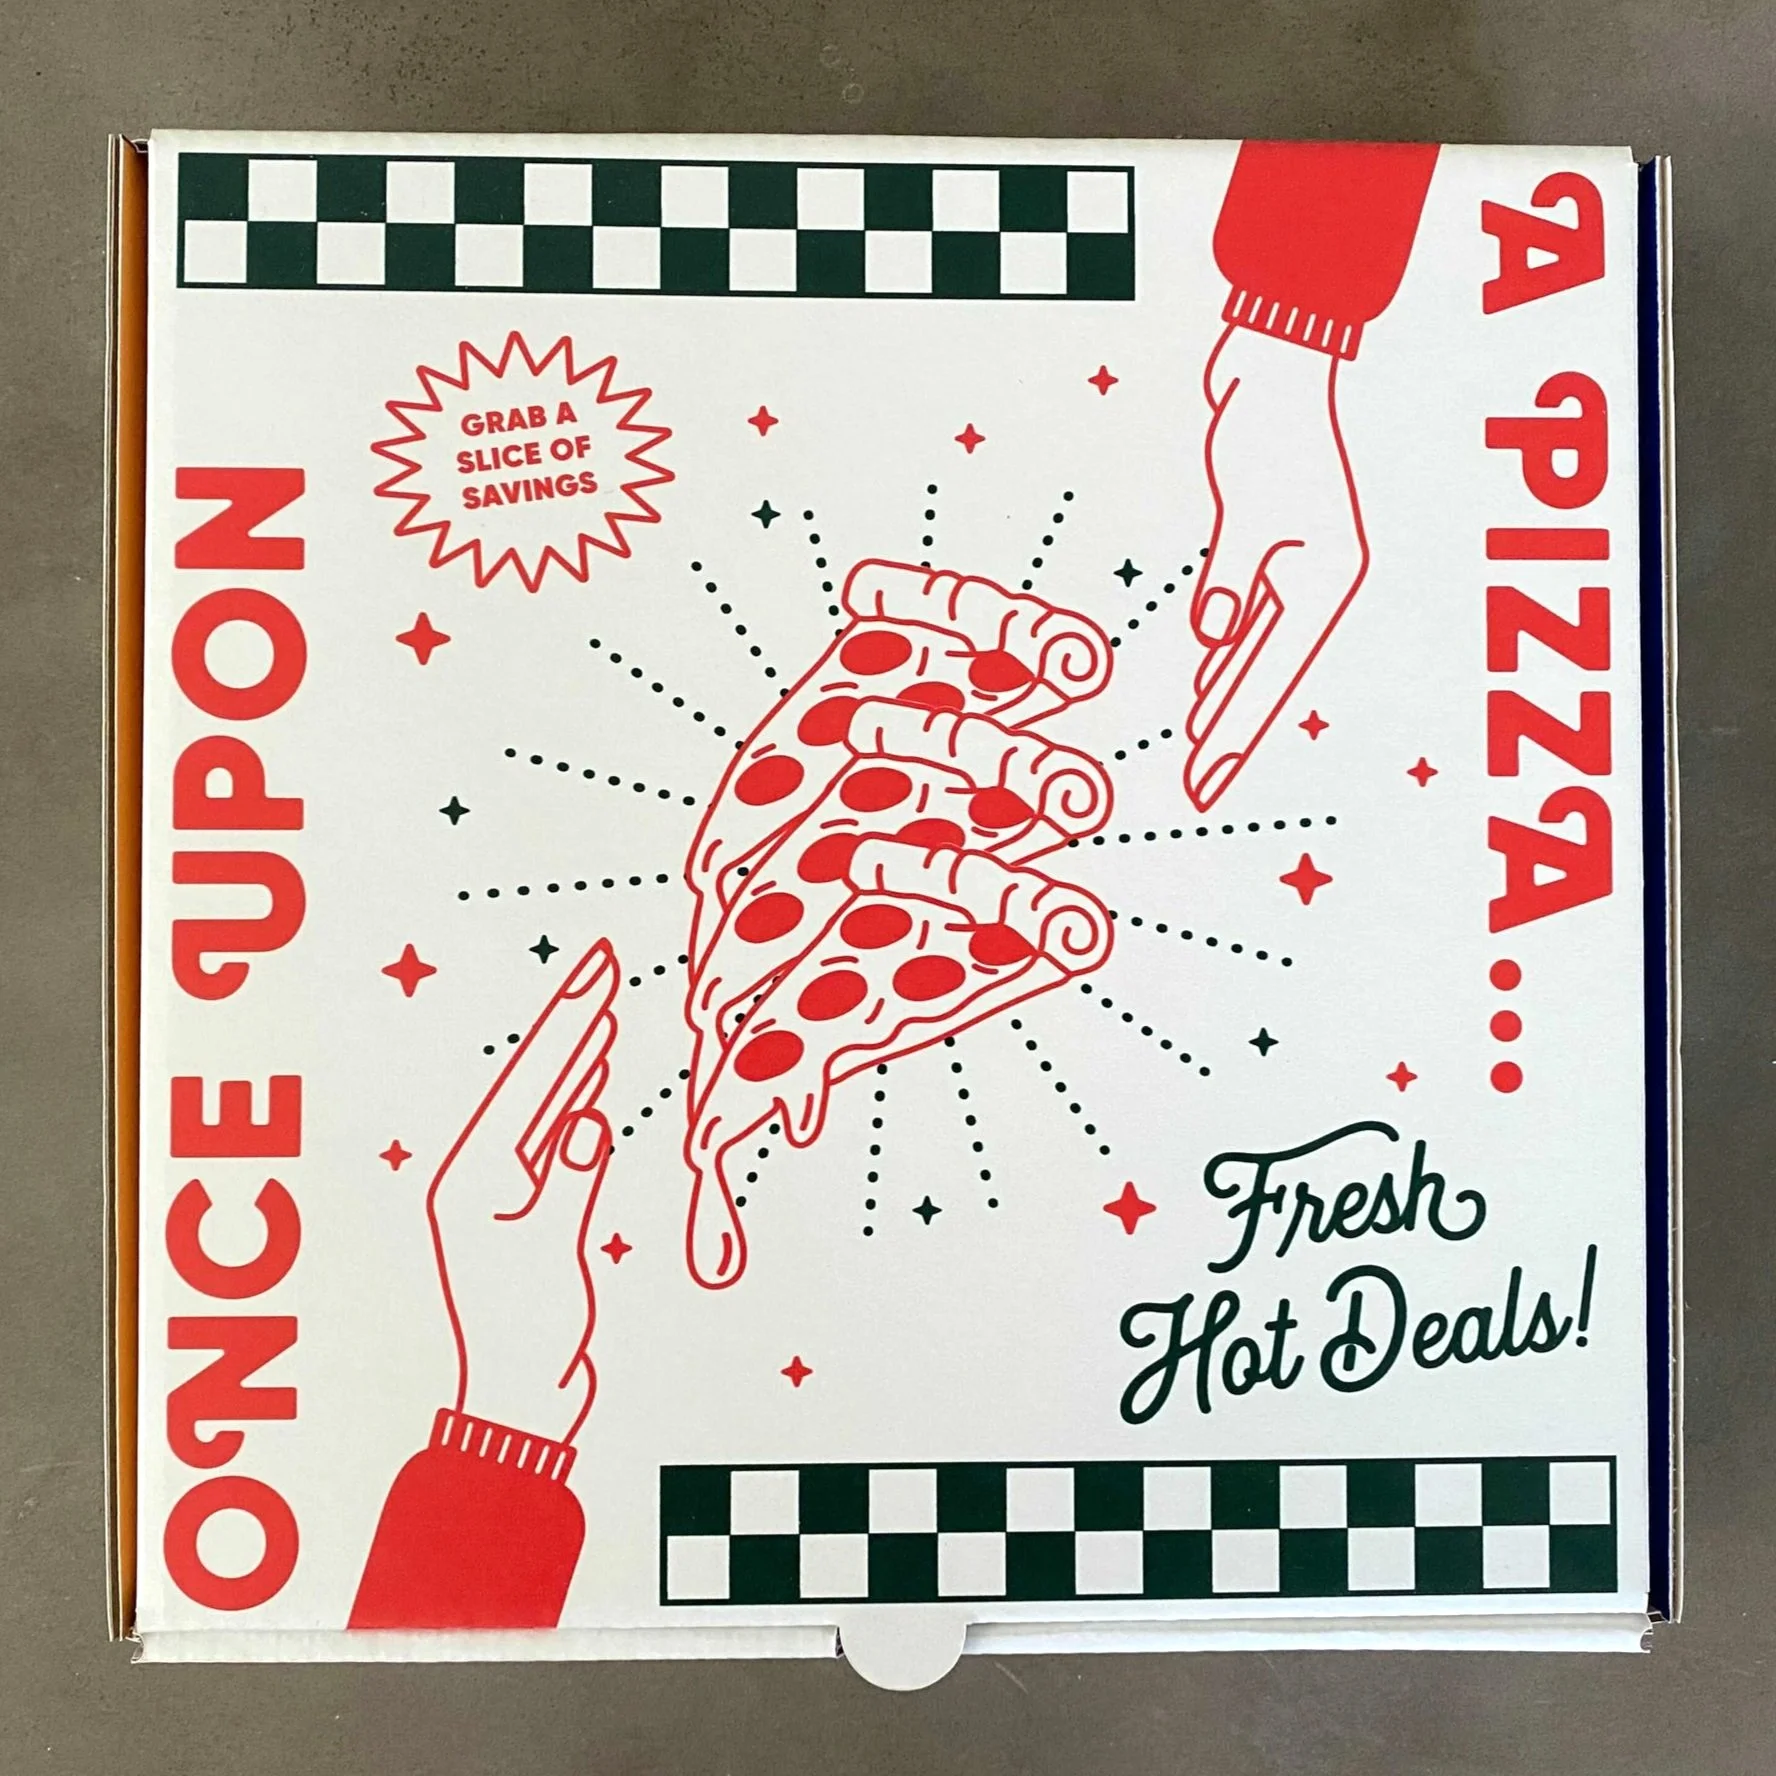 ONCE UPON
A PIZZA...
GRAB A
SLICE OF
SAVINGS
Fresh
Hot Deals!